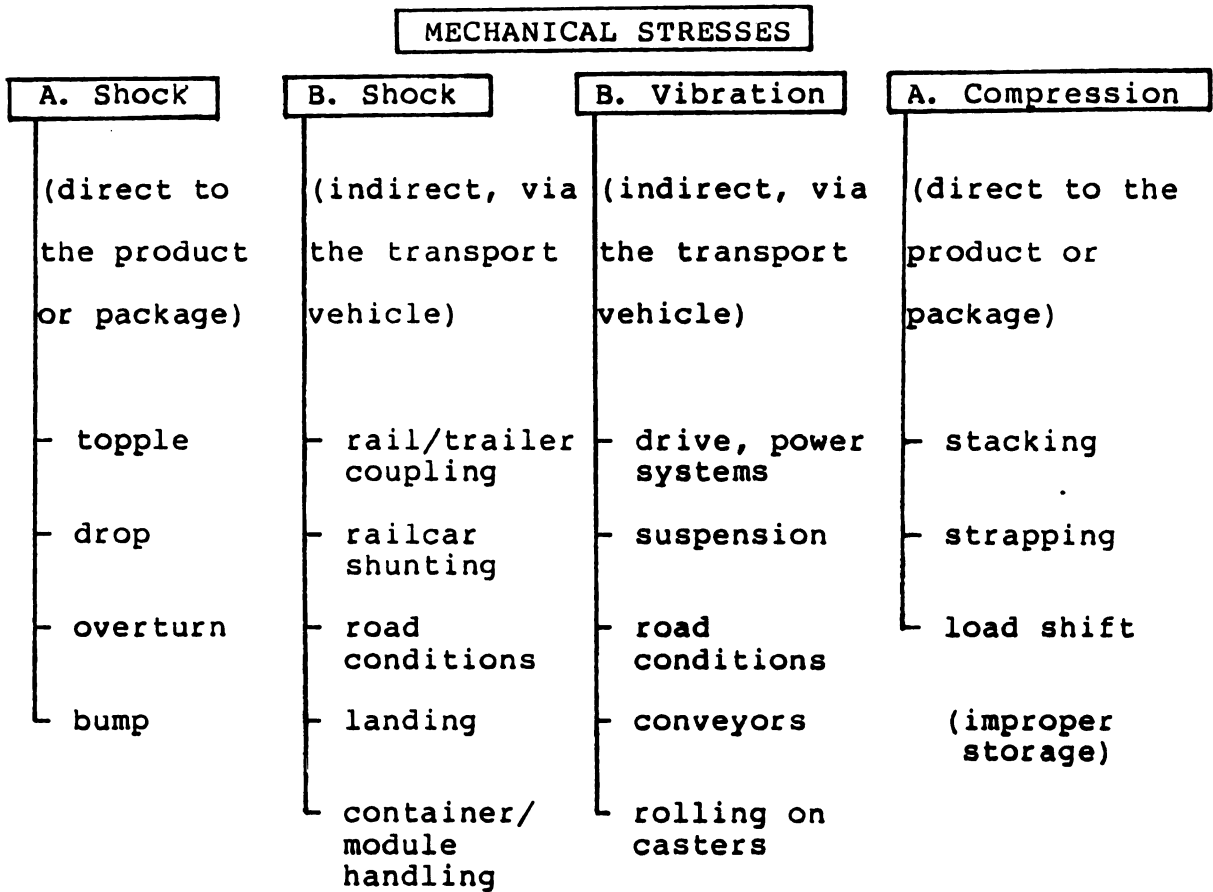 MECHANICAL STRESSES
A. Shock
(direct to
the product
or package)
topple
drop
overturn
bump
B. Shock
(indirect, via
the transport
vehicle)
rail/trailer
coupling
railcar
shunting
road
conditions
landing
container/
module
handling
B. Vibration
(indirect, via
the transport
vehicle)
drive, power
systems
suspension
road
conditions
conveyors
rolling on
casters
A. Compression
(direct to the
product or
package)
stacking
strapping
load shift
(improper
storage)